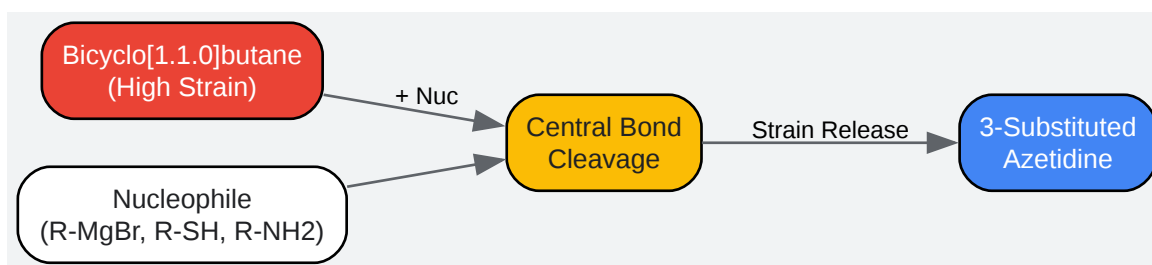 Bicyclo[1.1.0]butane
(High Strain)
+ Nuc
Nucleophile
(R-MgBr, R-SH, R-NH2)
Central Bond
Cleavage
Strain Release
3-Substituted
Azetidine